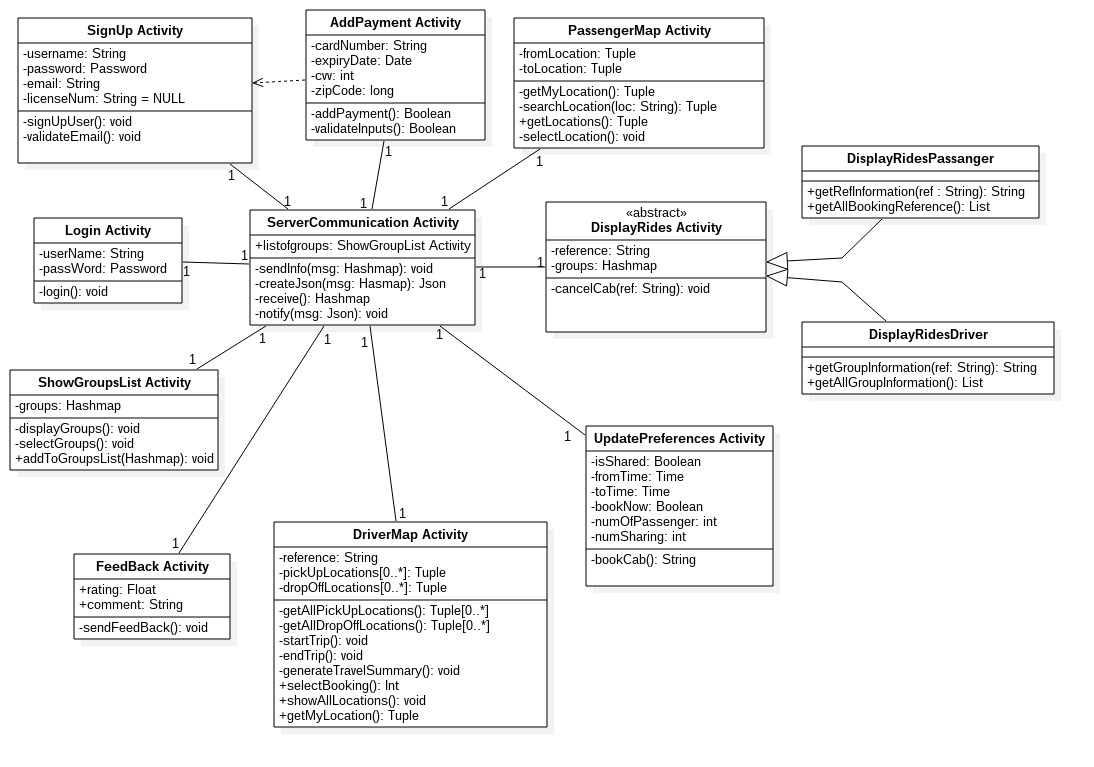 SignUp Activity
-username: String
-password: Password
-email: String
-licenseNum: String = NULL
-signUpUser(): void
-validateEmail(): void
AddPayment Activity
-cardNumber: String
-expiryDate: Date
-cw: int
-zipCode: long
-addPayment(): Boolean
-validateInputs(): Boolean
PassengerMap Activity
-fromLocation: Tuple
-toLocation: Tuple
-getMyLocation(): Tuple
-searchLocation(loc: String): Tuple
+getLocations(): Tuple
-selectLocation(): void
DisplayRidesPassanger
+getRefInformation(ref : String): String
+getAllBookingReference(): List
1
1
1
1
1
1
Login Activity
-userName: String
-passWord: Password
-login(): void
1
1
ServerCommunication Activity
+listofgroups: ShowGroupList Activity
-sendInfo(msg: Hashmap): void
-createJson(msg: Hasmap): Json
-receive(): Hashmap
-notify(msg: Json): void
1
1
«abstract»
DisplayRides Activity
-reference: String
-groups: Hashmap
-cancelCab(ref: String): void
DisplayRidesDriver
+getGroupInformation(ref: String): String
+getAllGroupInformation(): List
1
1
1
1
1
ShowGroupsList Activity
-groups: Hashmap
-displayGroups(): void
-selectGroups(): void
+addToGroupsList(Hashmap): void
1
UpdatePreferences Activity
-isShared: Boolean
-fromTime: Time
-toTime: Time
-bookNow: Boolean
-numOfPassenger: int
-numSharing: int
-bookCab(): String
1
1
FeedBack Activity
+rating: Float
+comment: String
-sendFeedBack(): void
DriverMap Activity
-reference: String
-pickUpLocations[0..*]: Tuple
-dropOffLocations[0..*]: Tuple
-getAllPickUpLocations(): Tuple[0..*]
-getAllDropOffLocations(): Tuple[0..*]
-startTrip(): void
-endTrip(): void
-generateTravelSummary(): void
+selectBooking(): Int
+showAllLocations(): void
+getMyLocation(): Tuple